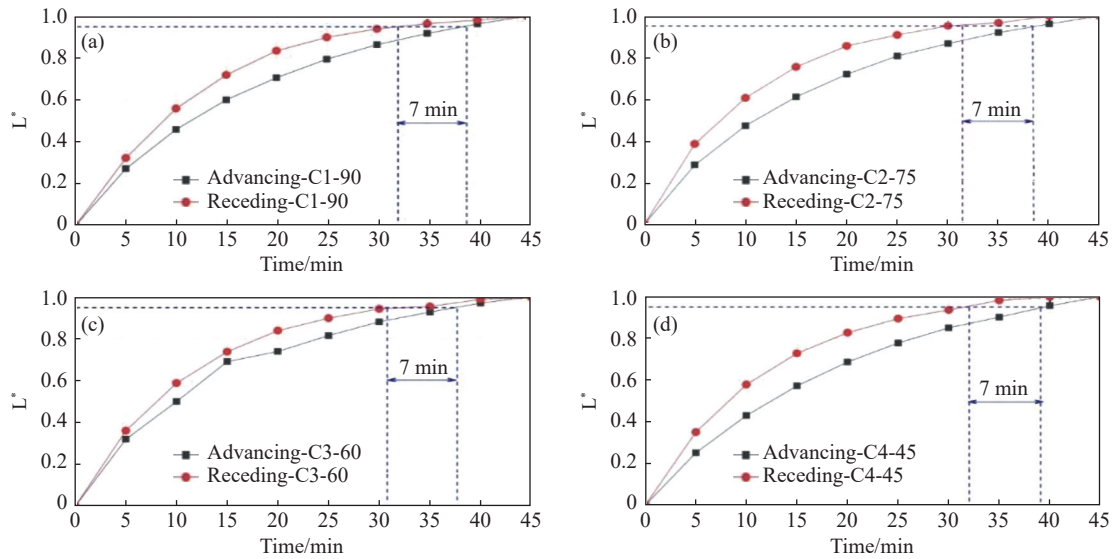 1.0
(a)
0.8
0.6
L*
7 min
0.4
Advancing-C1-90
0.2
Receding-C1-90
0
5 10 15 20 25 30 35 40 45
Time/min
1.0
(b)
0.8
0.6
L*
7 min
0.4
Advancing-C2-75
0.2
Receding-C2-75
0
0 5 10 15 20 25 30 35 40 45
Time/min
1.0
(c)
0.8
0.6
L*
7 min
0.4
Advancing-C3-60
0.2
Receding-C3-60
0
0 5 10 15 20 25 30 35 40 45
Time/min
1.0
(d)
0.8
0.6
L*
7 min
0.4
Advancing-C4-45
0.2
Receding-C4-45
0
0 5 10 15 20 25 30 35 40 45
Time/min